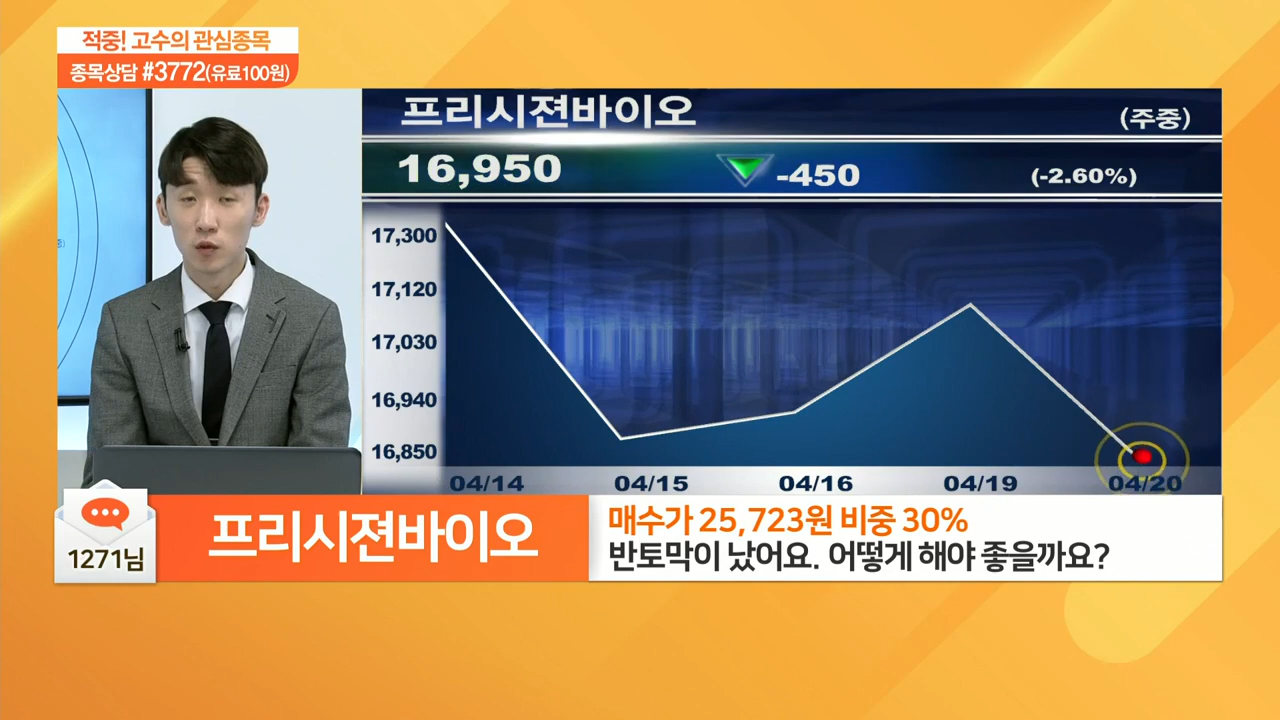 적중! 고수의 관심종목
종목상담 #3772(유료100원)
프리시젼바이오
(주중)
16,950 ▼ -450 (-2.60%)
17,300
17,120
17,030
16,940
16,850
04/14 04/15 04/16 04/19 04/20
1271님
프리시젼바이오
매수가 25,723원 비중 30%
반토막이 났어요. 어떻게 해야 좋을까요?